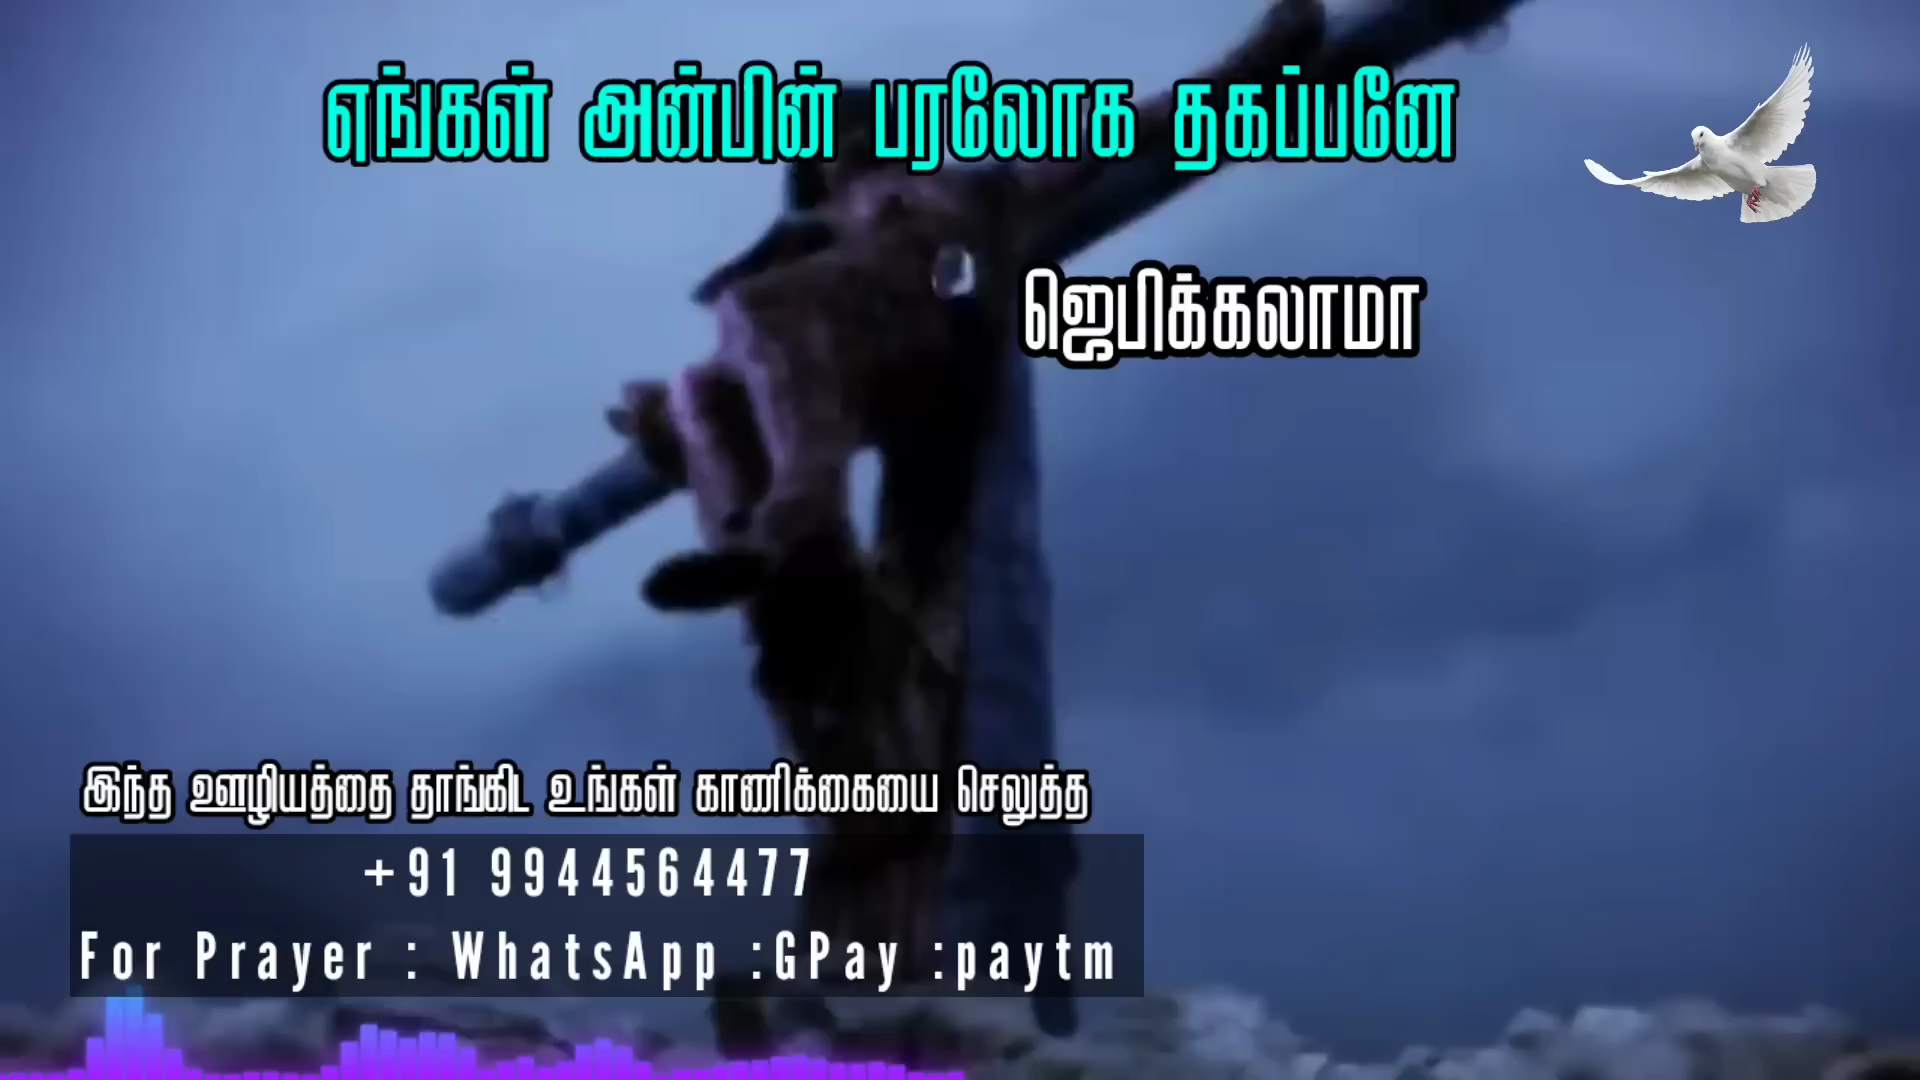 எங்கள் அன்பின் பரலோக தகப்பனே
ஜெபிக்கலாமா
இந்த ஊழியத்தை தாங்கிட உங்கள் காணிக்கையை செலுத்த
+91 9944564477
For Prayer : WhatsApp :GPay :paytm